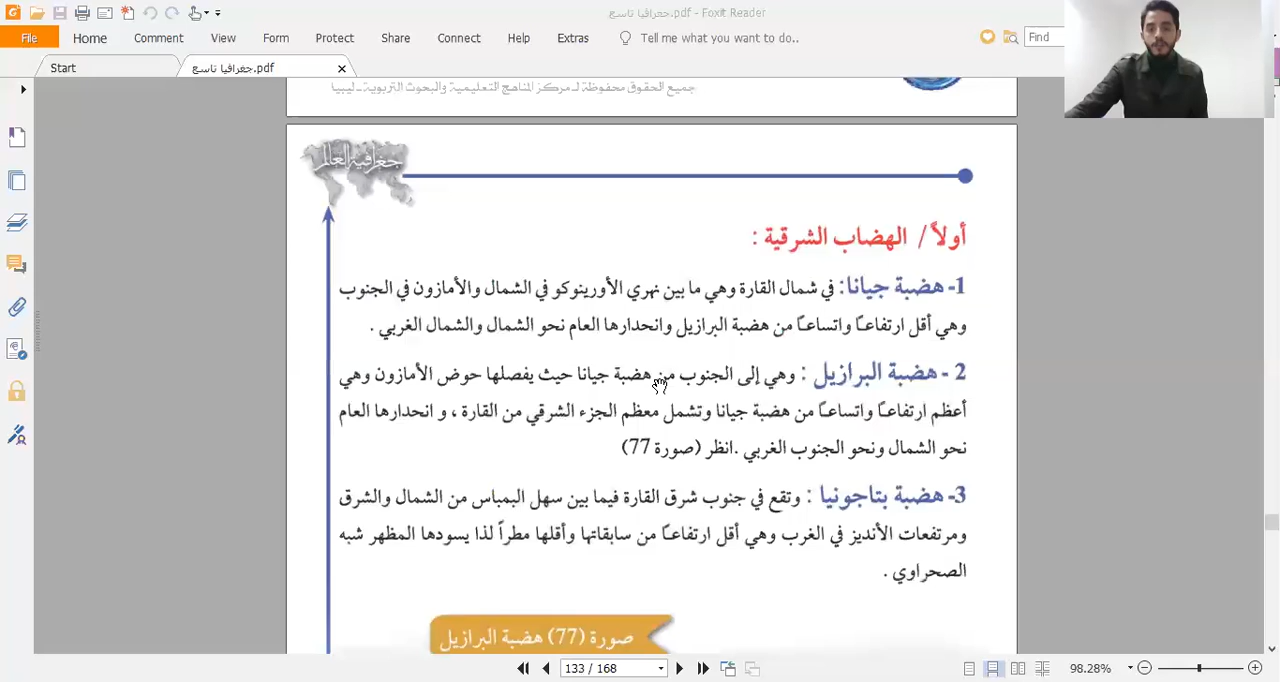 جغرافيا تاسع.pdf - Foxit Reader
File Home Comment View Form Protect Share Connect Help Extras Tell me what you want to do.. Find
Start جغرافيا تاسع.pdf
جميع الحقوق محفوظة لـ مركز المناهج التعليمية والبحوث التربوية - ليبيا
جغرافية العالم
أولاً / الهضاب الشرقية :
1- هضبة جيانا: في شمال القارة وهي ما بين نهري الأورينوكو في الشمال والأمازون في الجنوب
وهي أقل ارتفاعـًا واتساعـًا من هضبة البرازيل وانحدارها العام نحو الشمال والشمال الغربي .
2 - هضبة البرازيل : وهي إلى الجنوب من هضبة جيانا حيث يفصلها حوض الأمازون وهي
أعظم ارتفاعـًا واتساعـًا من هضبة جيانا وتشمل معظم الجزء الشرقي من القارة ، و انحدارها العام
نحو الشمال ونحو الجنوب الغربي .انظر (صورة 77)
3- هضبة بتاجونيا : وتقع في جنوب شرق القارة فيما بين سهل البمباس من الشمال والشرق
ومرتفعات الأنديز في الغرب وهي أقل ارتفاعـًا من سابقاتها وأقلها مطراً لذا يسودها المظهر شبه
الصحراوي .
صورة (77) هضبة البرازيل
133 / 168 98.28%